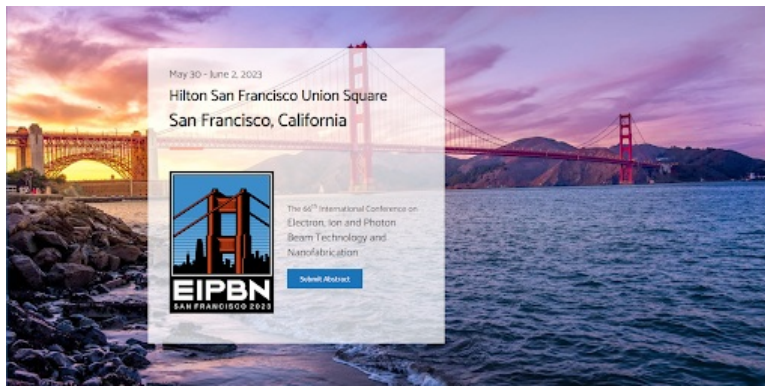 May 30 - June 2, 2023
Hilton San Francisco Union Square
San Francisco, California
The 66th International Conference on
Electron, Ion and Photon
Beam Technology and
Nanofabrication
Submit Abstract
EIPBN
SAN FRANCISCO 2023